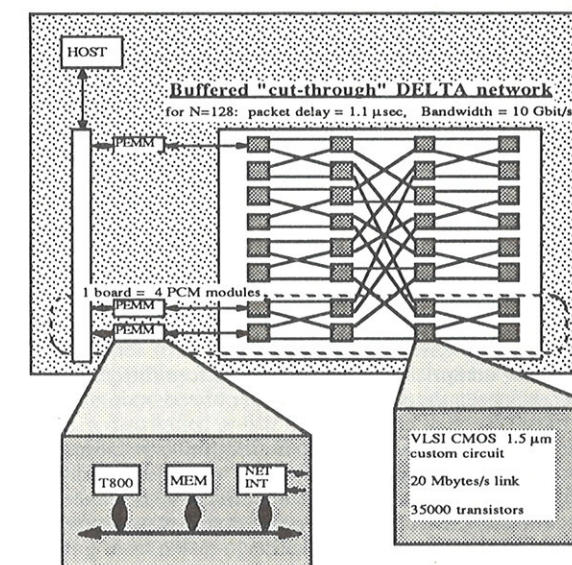 HOST
Buffered "cut-through" DELTA network
for N=128: packet delay = 1.1 μsec, Bandwidth = 10 Gbit/s
PEMM
1 board = 4 PCM modules
PEMM
PEMM
T800
MEM
NET
INT
VLSI CMOS 1.5 μm
custom circuit
20 Mbytes/s link
35000 transistors